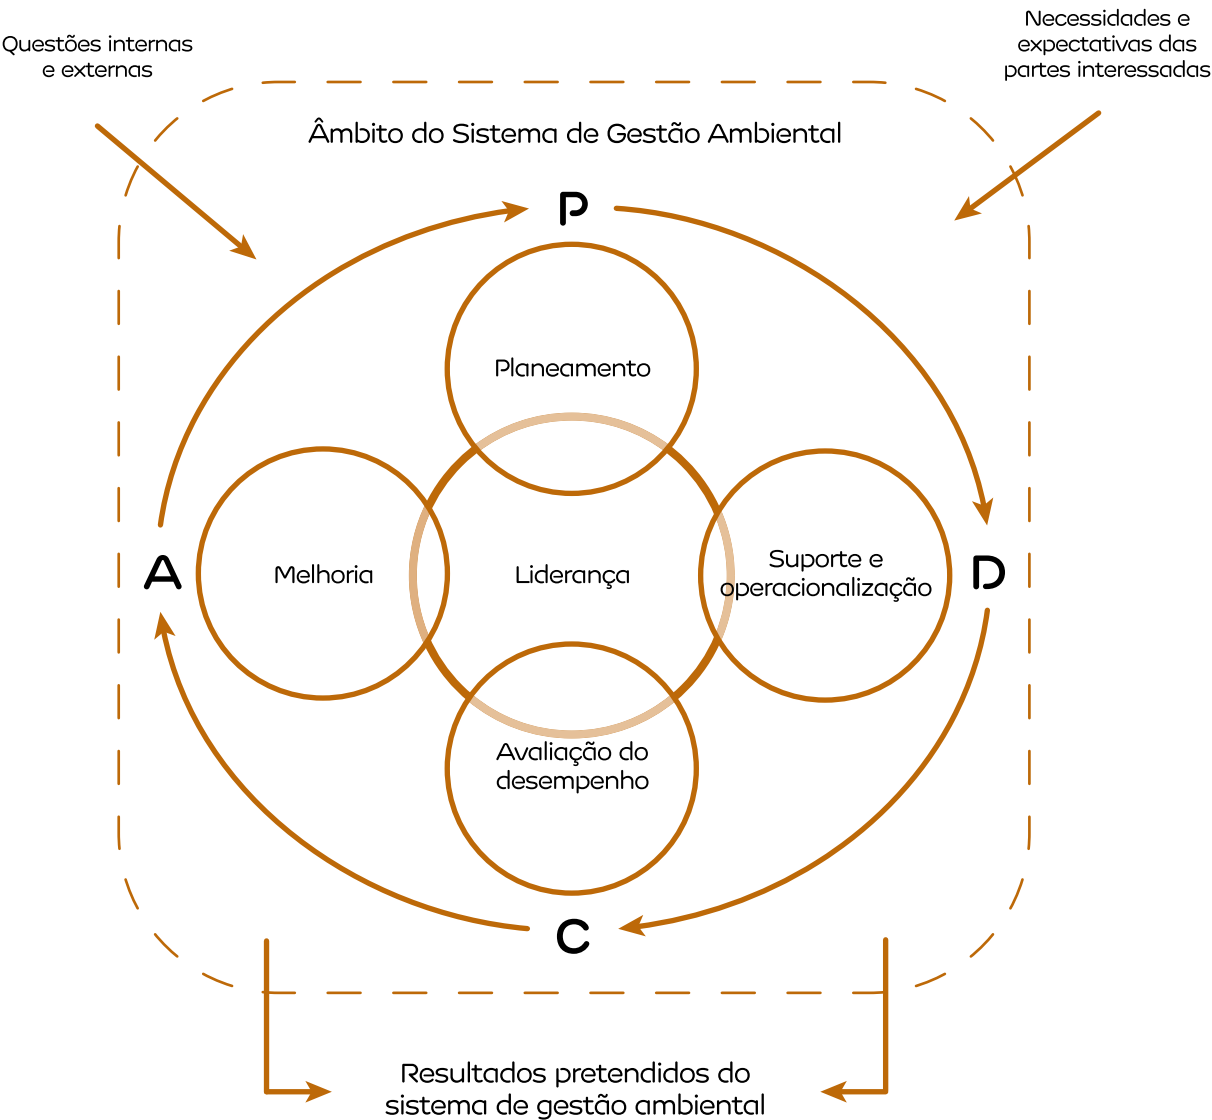 Questões internas
e externas
Necessidades e
expectativas das
partes interessadas
Âmbito do Sistema de Gestão Ambiental
P
Planeamento
A
Melhoria
Liderança
Suporte e
operacionalização
D
Avaliação do
desempenho
C
Resultados pretendidos do
sistema de gestão ambiental